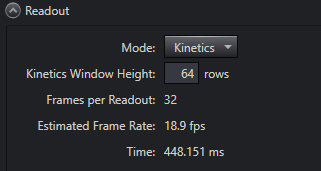 Readout
Mode: Kinetics
Kinetics Window Height: 64 rows
Frames per Readout: 32
Estimated Frame Rate: 18.9 fps
Time: 448.151 ms